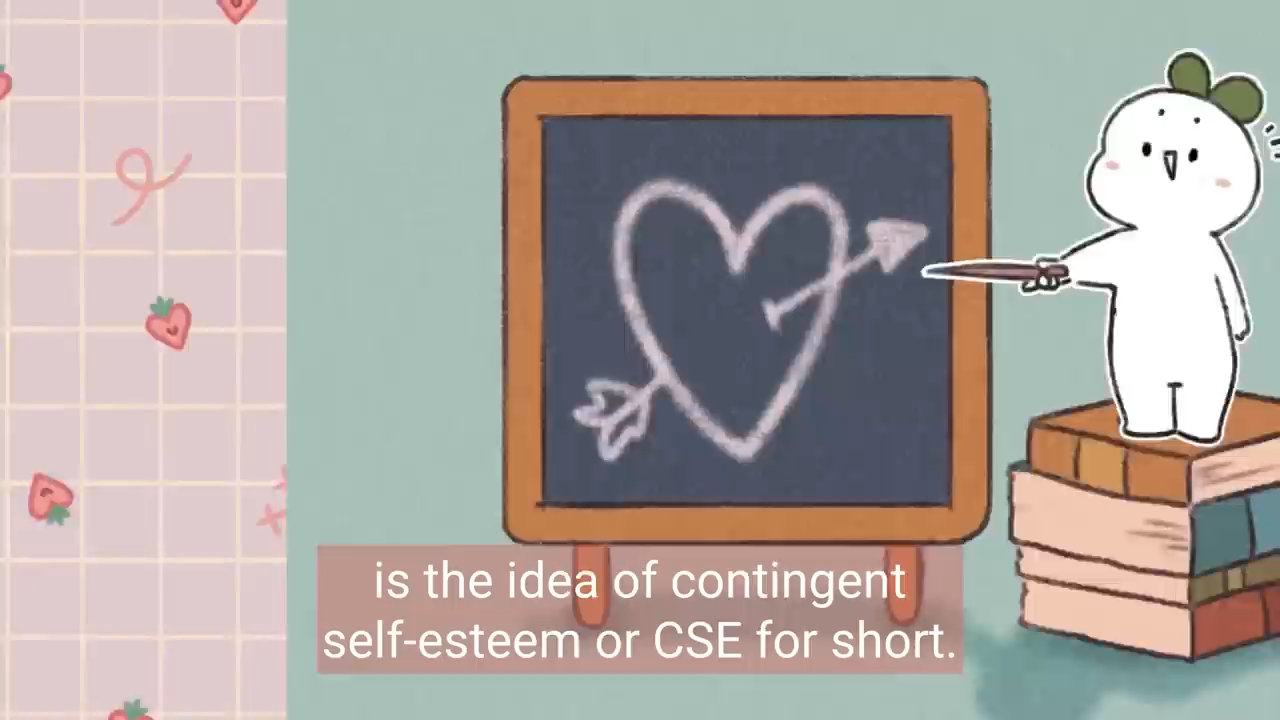 is the idea of contingent
self-esteem or CSE for short.